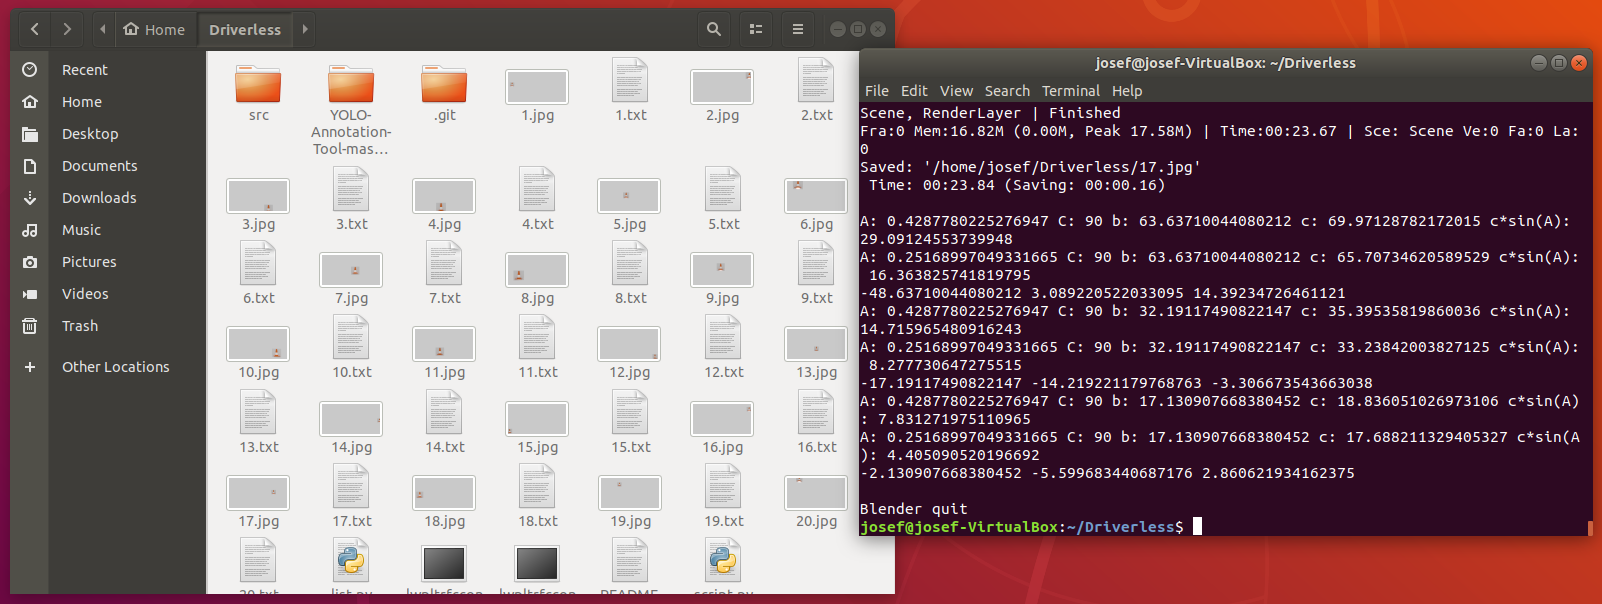 Home
Driverless
Recent
Home
Desktop
Documents
Downloads
Music
Pictures
Videos
Trash
Other Locations
src
YOLO-
Annotation-
Tool-mas…
.git
1.jpg
1.txt
2.jpg
2.txt
3.jpg
3.txt
4.jpg
4.txt
5.jpg
5.txt
6.jpg
6.txt
7.jpg
7.txt
8.jpg
8.txt
9.jpg
9.txt
10.jpg
10.txt
11.jpg
11.txt
12.jpg
12.txt
13.jpg
13.txt
14.jpg
14.txt
15.jpg
15.txt
16.jpg
16.txt
17.jpg
17.txt
18.jpg
18.txt
19.jpg
19.txt
20.jpg
20.txt
list.py
README
script.py
josef@josef-VirtualBox: ~/Driverless
File Edit View Search Terminal Help
Scene, RenderLayer | Finished
Fra:0 Mem:16.82M (0.00M, Peak 17.58M) | Time:00:23.67 | Sce: Scene Ve:0 Fa:0 La:
0
Saved: '/home/josef/Driverless/17.jpg'
Time: 00:23.84 (Saving: 00:00.16)
A: 0.4287780225276947 C: 90 b: 63.63710044080212 c: 69.97128782172015 c*sin(A):
29.09124553739948
A: 0.25168997049331665 C: 90 b: 63.63710044080212 c: 65.70734620589529 c*sin(A):
16.363825741819795
-48.63710044080212 3.089220522033095 14.39234726461121
A: 0.4287780225276947 C: 90 b: 32.19117490822147 c: 35.39535819860036 c*sin(A):
14.715965480916243
A: 0.25168997049331665 C: 90 b: 32.19117490822147 c: 33.23842003827125 c*sin(A):
8.277730647275515
-17.19117490822147 -14.219221179768763 -3.306673543663038
A: 0.4287780225276947 C: 90 b: 17.130907668380452 c: 18.836051026973106 c*sin(A)
: 7.831271975110965
A: 0.25168997049331665 C: 90 b: 17.130907668380452 c: 17.688211329405327 c*sin(A
): 4.405090520196692
-2.130907668380452 -5.599683440687176 2.860621934162375
Blender quit
josef@josef-VirtualBox:~/Driverless$